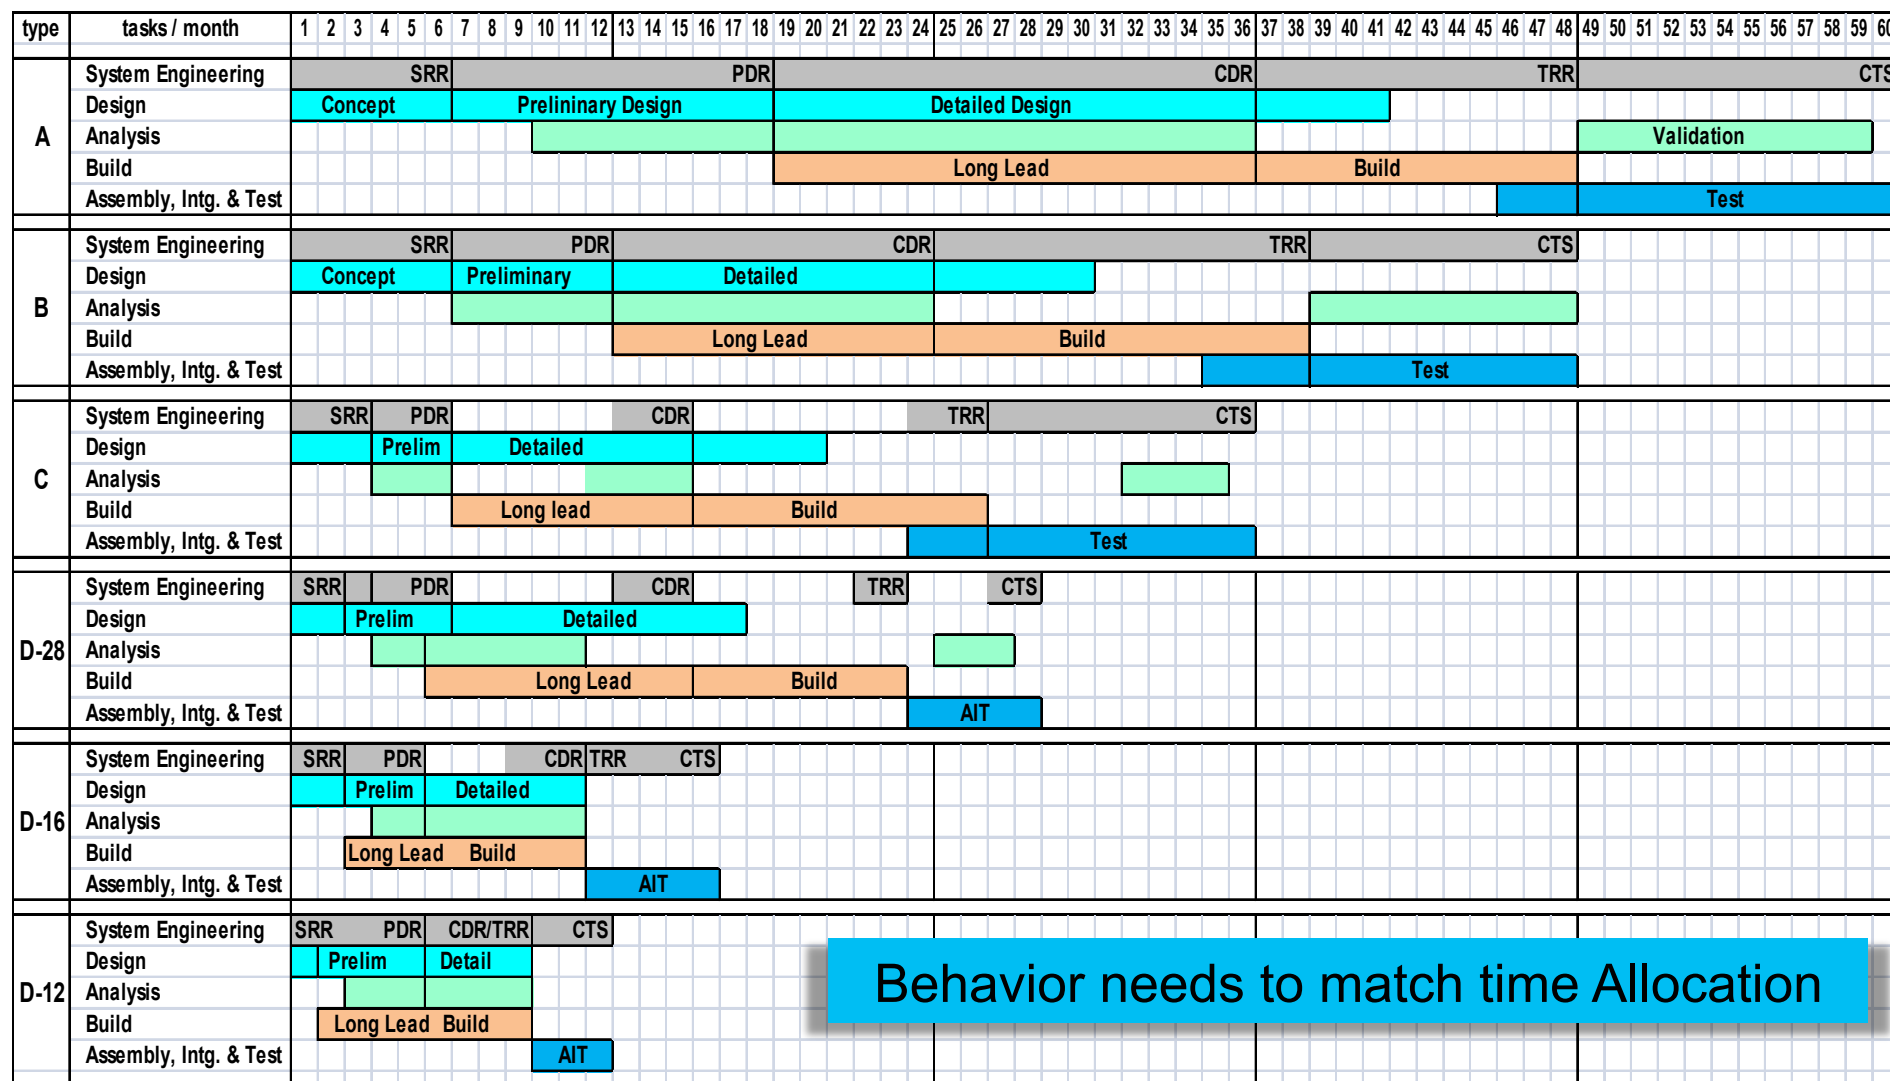 type tasks / month 1 2 3 4 5 6 7 8 9 10 11 12 13 14 15 16 17 18 19 20 21 22 23 24 25 26 27 28 29 30 31 32 33 34 35 36 37 38 39 40 41 42 43 44 45 46 47 48 49 50 51 52 53 54 55 56 57 58 59 60
System Engineering SRR PDR CDR TRR CTS
Design Concept Prelininary Design Detailed Design
A Analysis Validation
Build Long Lead Build
Assembly, Intg. & Test Test
System Engineering SRR PDR CDR TRR CTS
Design Concept Preliminary Detailed
B Analysis
Build Long Lead Build
Assembly, Intg. & Test Test
System Engineering SRR PDR CDR TRR CTS
Design Prelim Detailed
C Analysis
Build Long lead Build
Assembly, Intg. & Test Test
System Engineering SRR PDR CDR TRR CTS
Design Prelim Detailed
D-28 Analysis
Build Long Lead Build
Assembly, Intg. & Test AIT
System Engineering SRR PDR CDR TRR CTS
Design Prelim Detailed
D-16 Analysis
Build Long Lead Build
Assembly, Intg. & Test AIT
System Engineering SRR PDR CDR/TRR CTS
Design Prelim Detail
D-12 Analysis
Build Long Lead Build
Assembly, Intg. & Test AIT
Behavior needs to match time Allocation